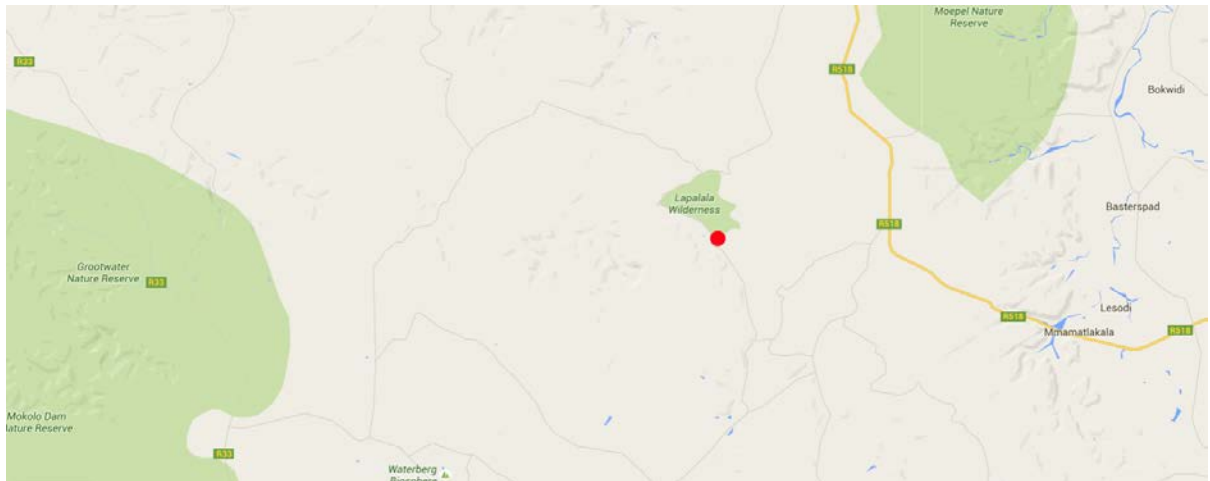 Moepel Nature
Reserve
R33
R518
Bokwidi
Lapalala
Wilderness
Basterspad
R518
Grootwater
Nature Reserve
R33
Lesodi
R518
Mmamatlakala
R518
Mokolo Dam
Nature Reserve
R33
Waterberg
Biosphere